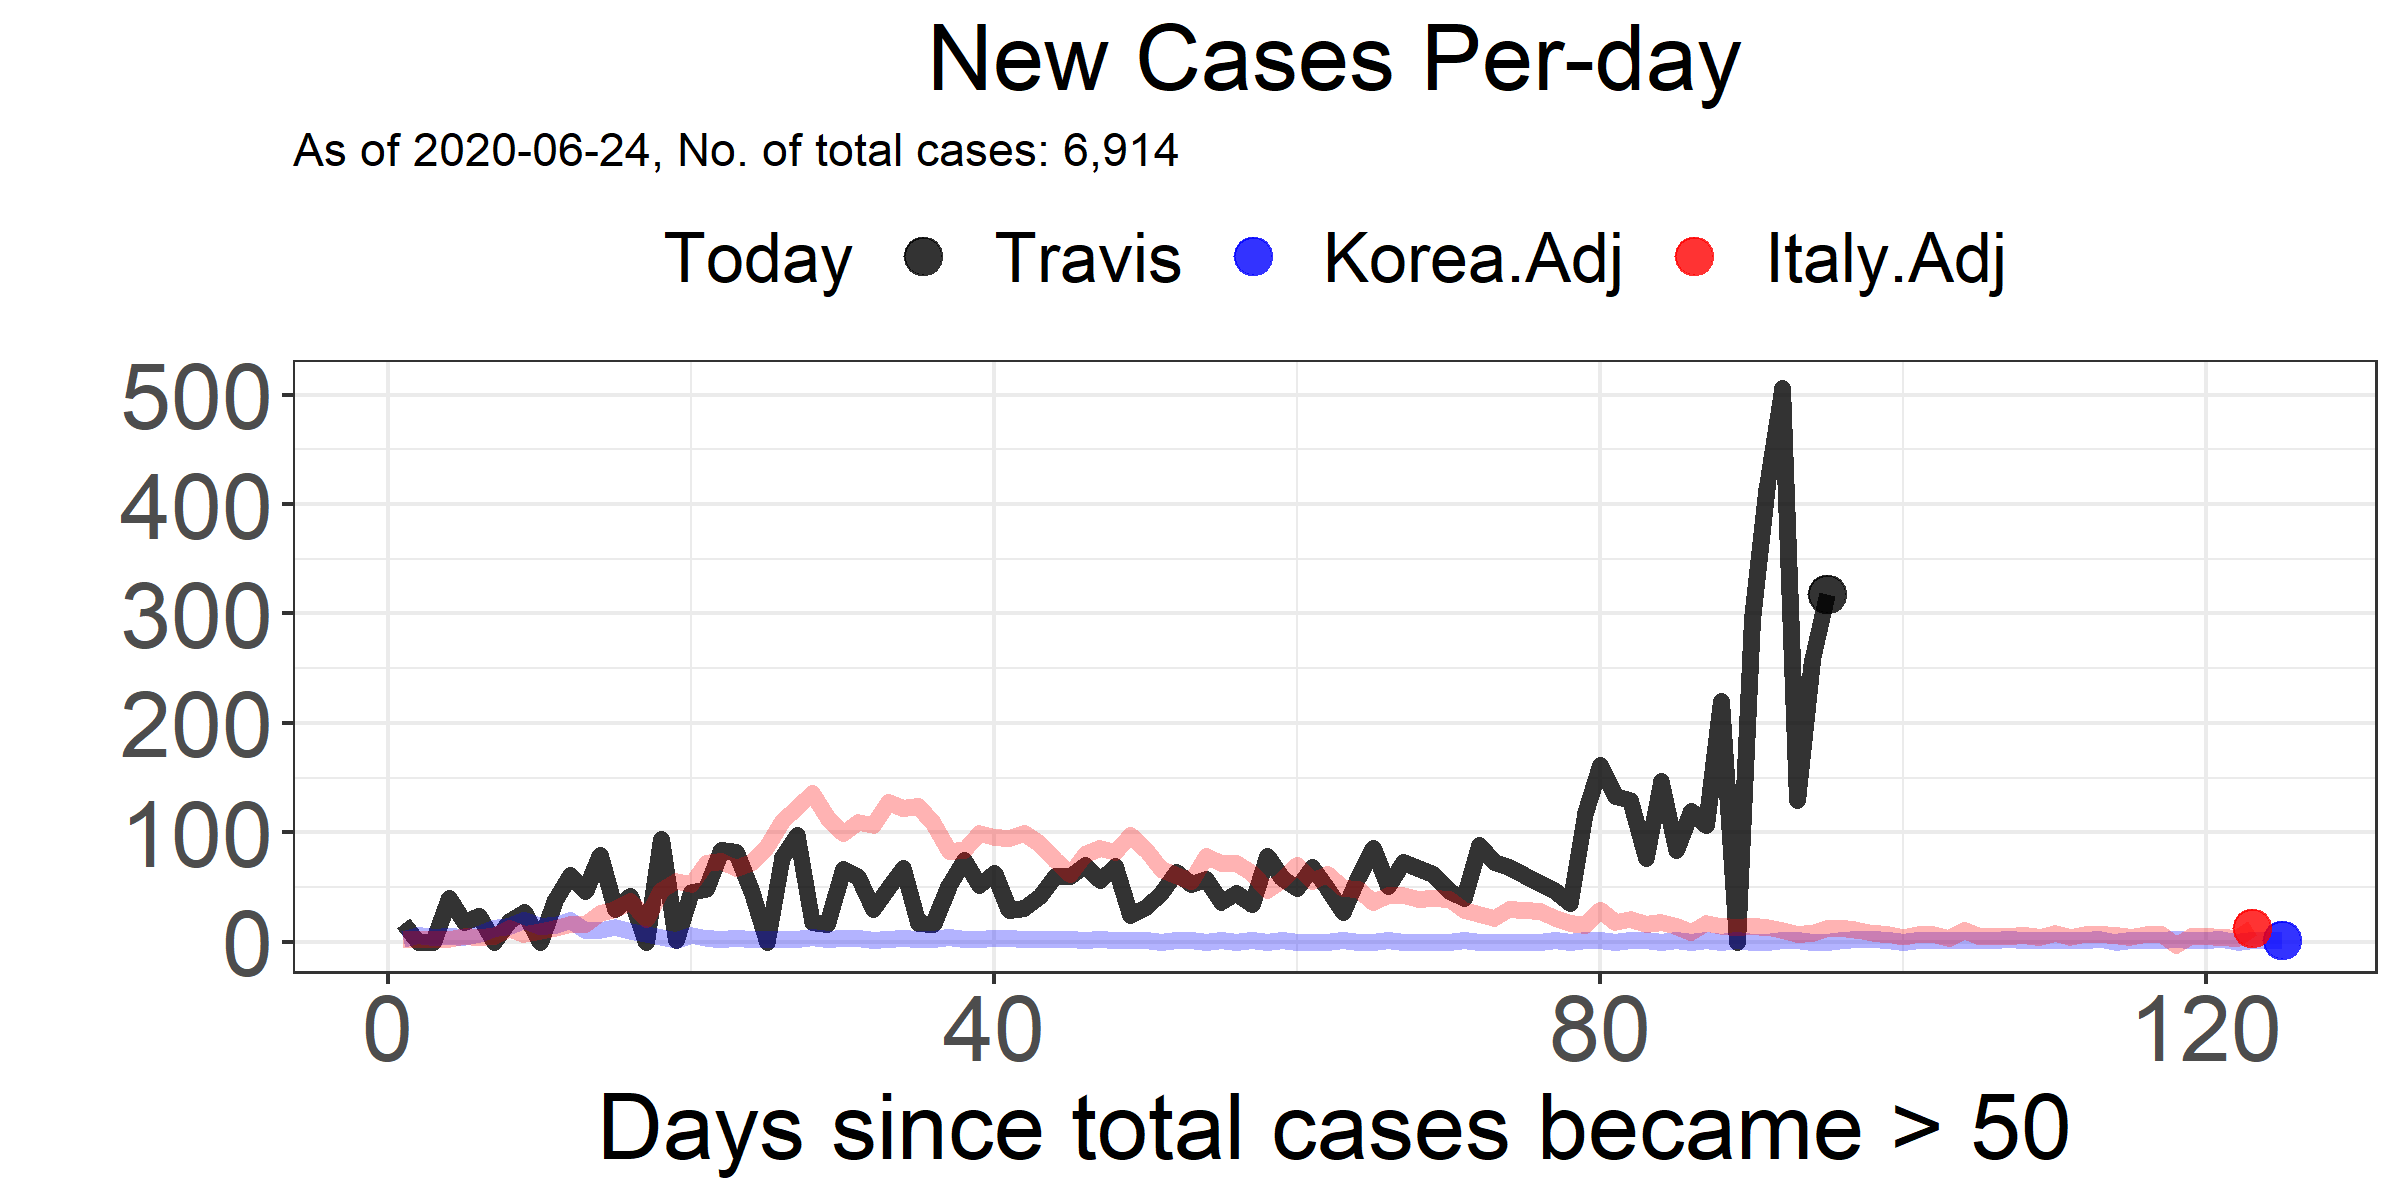 New Cases Per-day
As of 2020-06-24, No. of total cases: 6,914
Today Travis Korea.Adj Italy.Adj
500
400
300
200
100
0
0 40 80 120
Days since total cases became > 50